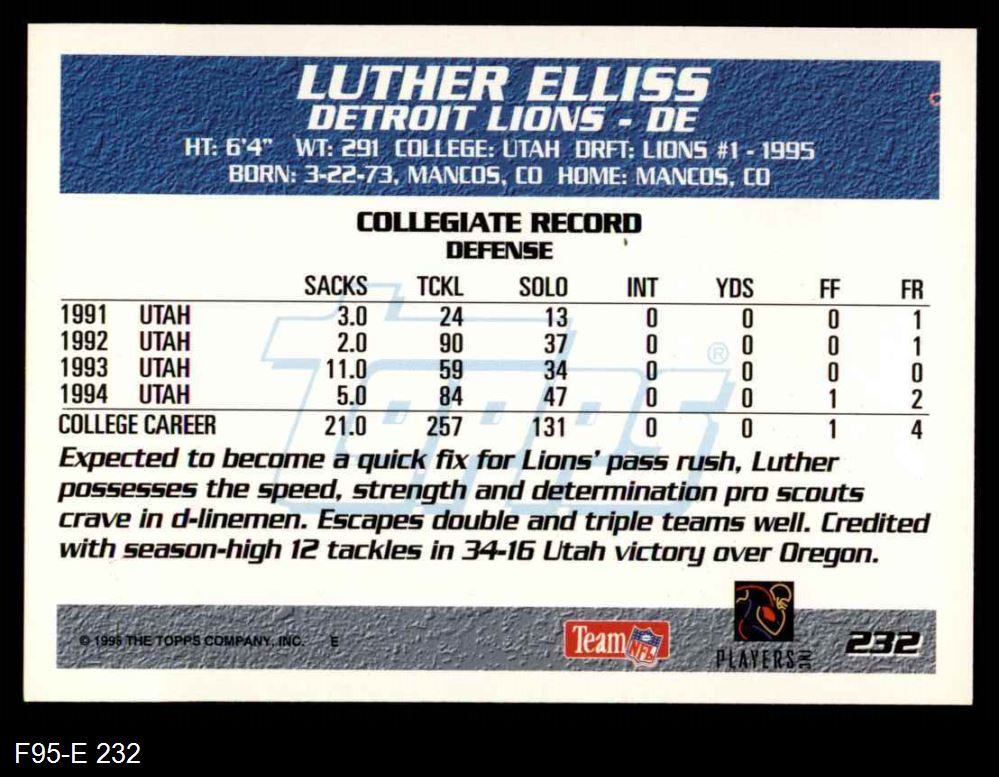 LUTHER ELLISS
DETROIT LIONS - DE
HT: 6'4" WT: 291 COLLEGE: UTAH DRFT: LIONS #1 - 1995
BORN: 3-22-73, MANCOS, CO HOME: MANCOS, CO
COLLEGIATE RECORD
DEFENSE
SACKS TCKL SOLO INT YDS FF FR
1991 UTAH 3.0 24 13 0 0 0 1
1992 UTAH 2.0 90 37 0 0 0 1
1993 UTAH 11.0 59 34 0 0 0 0
1994 UTAH 5.0 84 47 0 0 1 2
COLLEGE CAREER 21.0 257 131 0 0 1 4
Topps ®
Expected to become a quick fix for Lions' pass rush, Luther
possesses the speed, strength and determination pro scouts
crave in d-linemen. Escapes double and triple teams well. Credited
with season-high 12 tackles in 34-16 Utah victory over Oregon.
© 1995 THE TOPPS COMPANY, INC. E
Team NFL
PLAYERS INC
232
F95-E 232